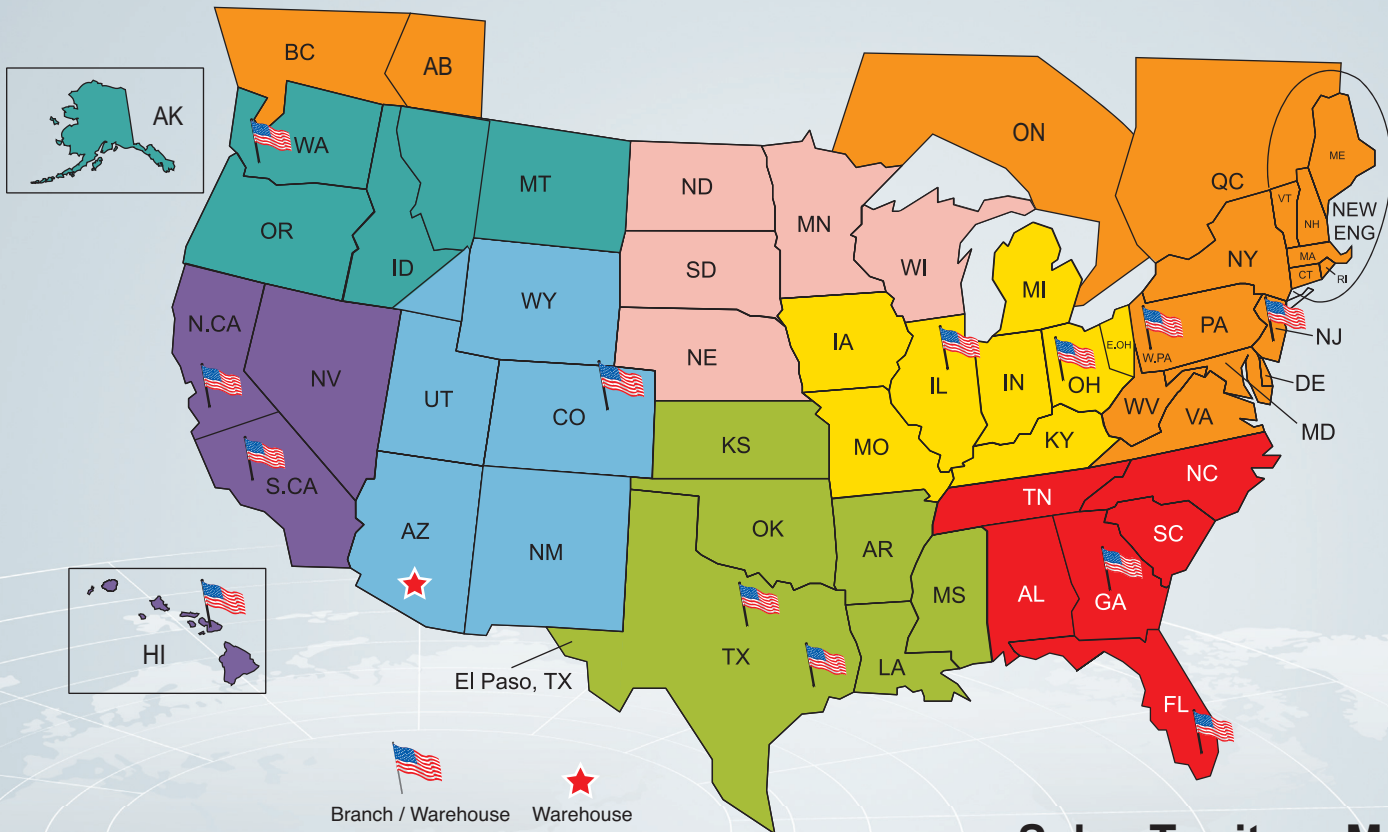 BC
AB
AK
WA
ON
ME
MT
ND
MN
QC
VT
NH
NEW
ENG
OR
ID
SD
WI
NY
MA
CT
RI
WY
MI
N.CA
NV
UT
CO
NE
IA
IL
IN
OH
E.OH
W.PA
PA
NJ
DE
MD
WV
VA
KS
MO
KY
S.CA
AZ
NM
OK
AR
TN
NC
SC
MS
AL
GA
HI
El Paso, TX
TX
LA
FL
Branch / Warehouse
Warehouse